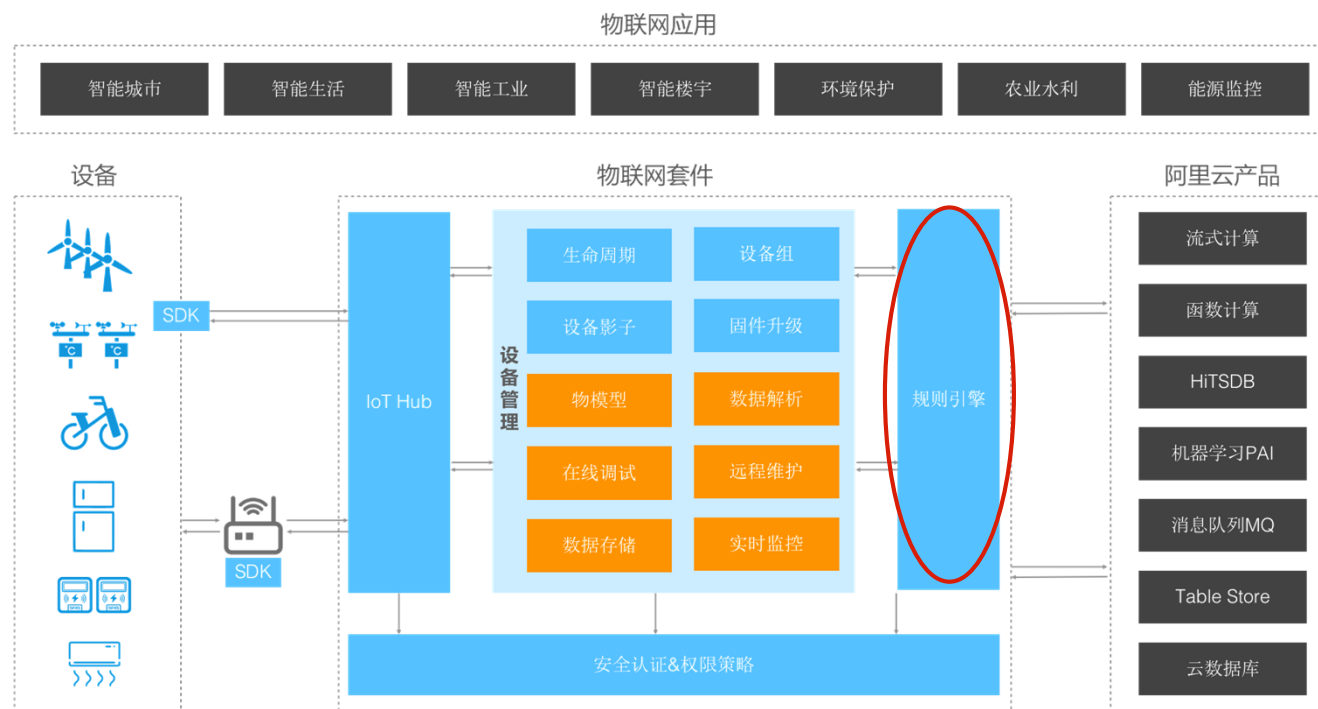 物联网应用
智能城市
智能生活
智能工业
智能楼宇
环境保护
农业水利
能源监控
设备
SDK
SDK
物联网套件
IoT Hub
设备管理
生命周期
设备组
设备影子
固件升级
物模型
数据解析
在线调试
远程维护
数据存储
实时监控
规则引擎
安全认证&权限策略
阿里云产品
流式计算
函数计算
HiTSDB
机器学习PAI
消息队列MQ
Table Store
云数据库